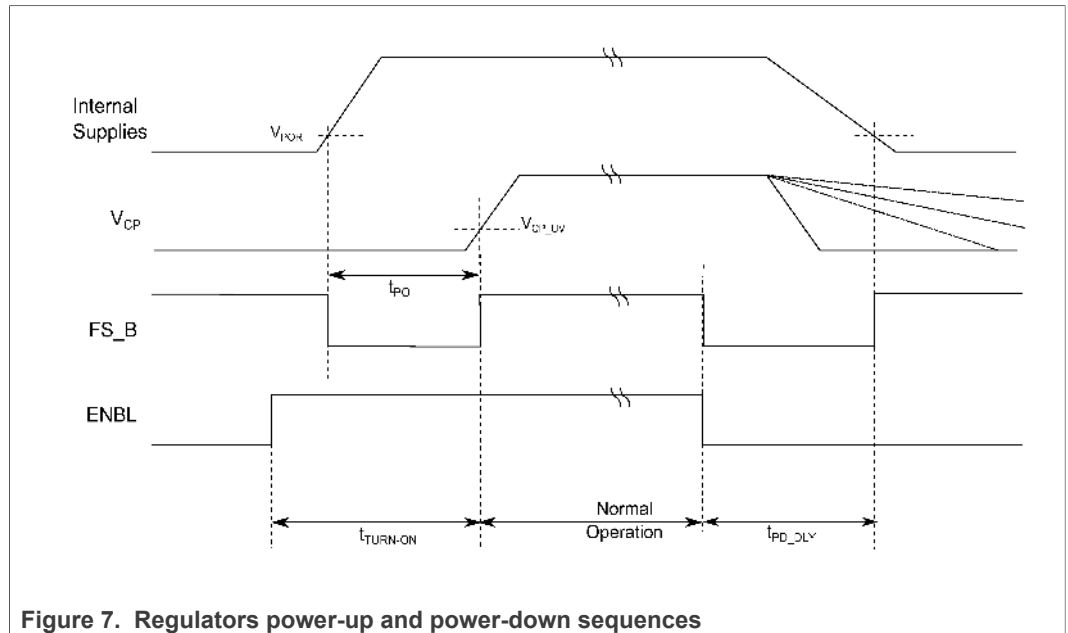 Internal
Supplies
VPOR
VCP
VCP_UV
tPO
FS_B
ENBL
tTURN-ON
Normal
Operation
tPD_DLY
Figure 7. Regulators power-up and power-down sequences